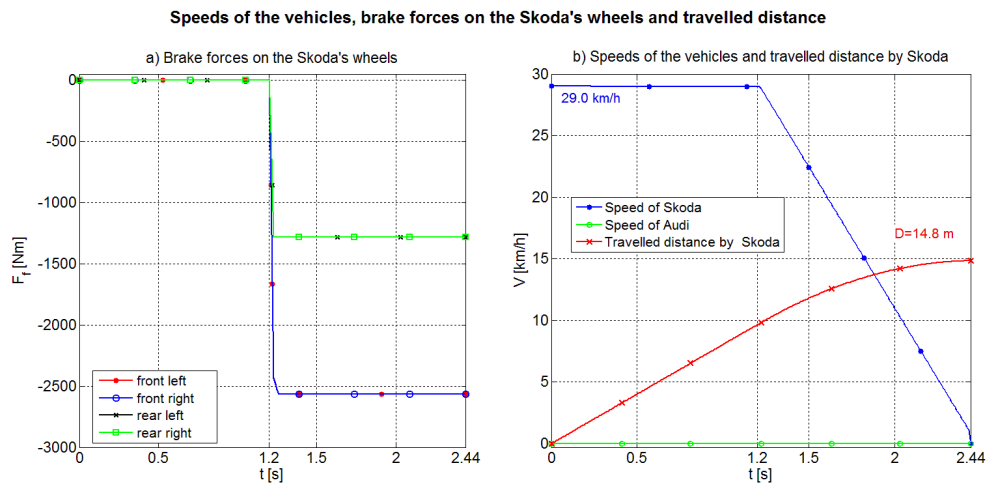 Speeds of the vehicles, brake forces on the Skoda's wheels and travelled distance
a) Brake forces on the Skoda's wheels
0
-500
-1000
-1500
-2000
-2500
-3000
F_f [Nm]
front left
front right
rear left
rear right
0 0.5 1.2 1.5 2 2.44
t [s]
b) Speeds of the vehicles and travelled distance by Skoda
30
25
20
15
10
5
0
V [km/h]
29.0 km/h
Speed of Skoda
Speed of Audi
Travelled distance by Skoda
D=14.8 m
0 0.5 1.2 1.5 2 2.44
t [s]